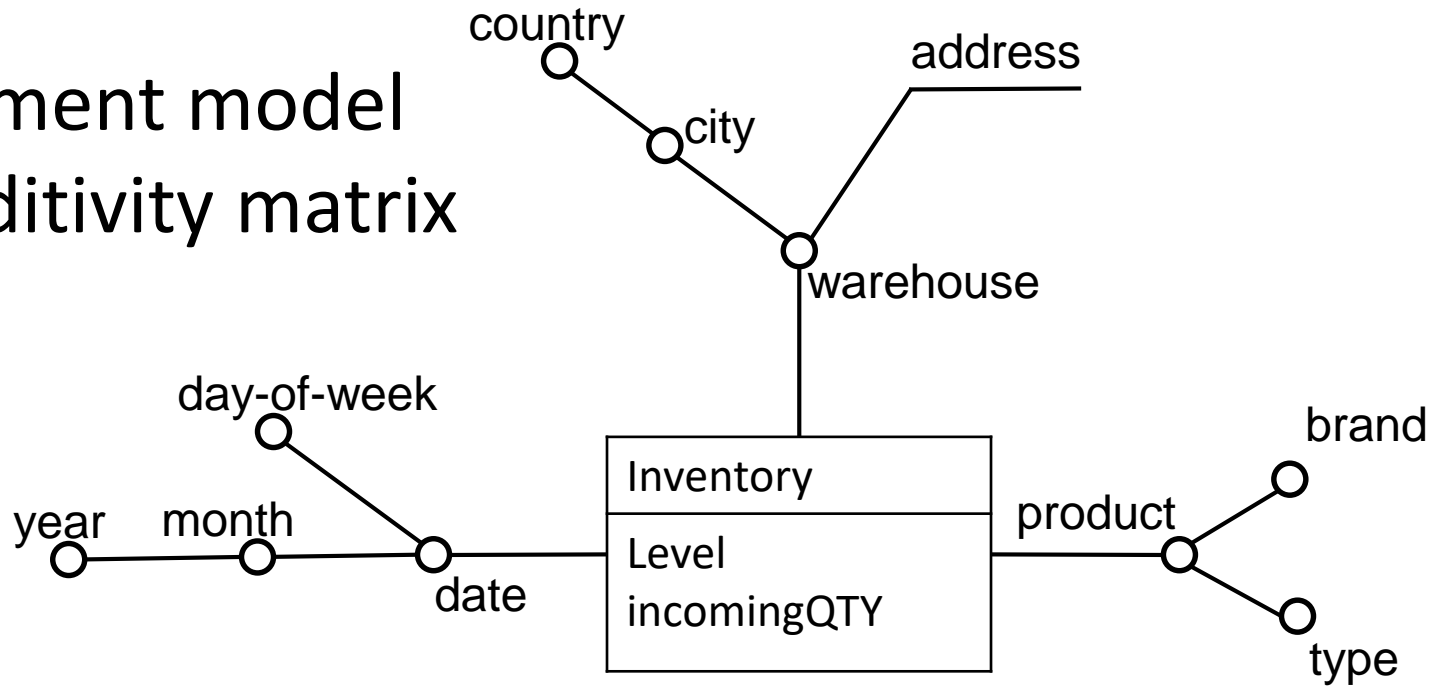 country
address
ment model
city
ditivity matrix
warehouse
day-of-week
brand
Inventory
year
month
product
Level
date
incomingQTY
type